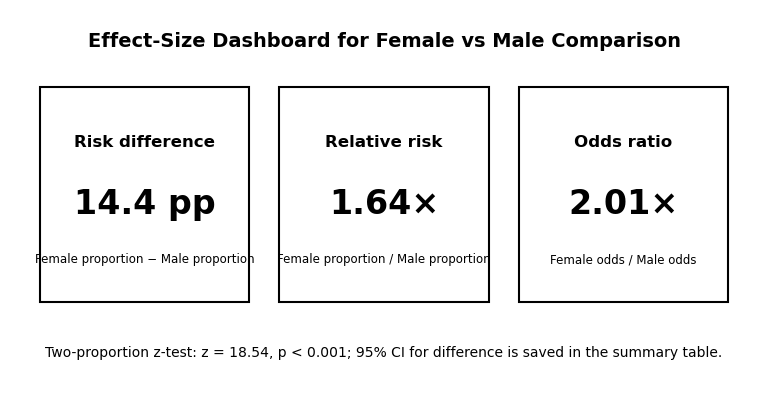 Effect-Size Dashboard for Female vs Male Comparison
Risk difference
14.4 pp
Female proportion − Male proportion
Relative risk
1.64×
Female proportion / Male proportion
Odds ratio
2.01×
Female odds / Male odds
Two-proportion z-test: z = 18.54, p < 0.001; 95% CI for difference is saved in the summary table.